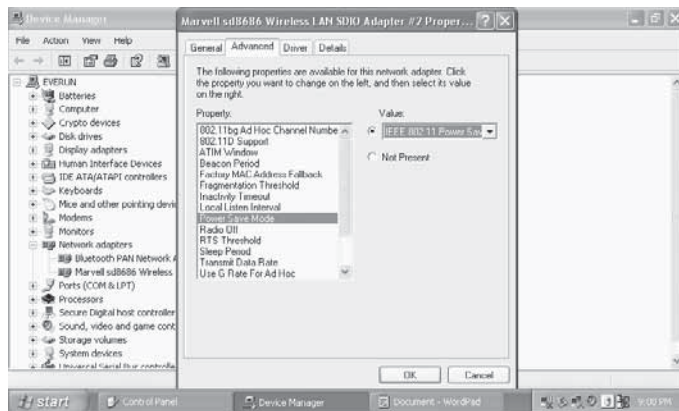 Device Manager
File Action View Help
EVERLIN
Batteries
Computer
Crypto devices
Disk drives
Display adapters
Human Interface Devices
IDE ATA/ATAPI controllers
Keyboards
Mice and other pointing devi
Modems
Monitors
Network adapters
Bluetooth PAN Network A
Marvell sd8686 Wireless
Ports (COM & LPT)
Processors
Secure Digital host controller
Sound, video and game cont
Storage volumes
System devices
Universal Serial Bus controlle
Marvell sd8686 Wireless LAN SDIO Adapter #2 Proper...
General Advanced Driver Details
The following properties are available for this network adapter. Click
the property you want to change on the left, and then select its value
on the right.
Property:
802.11bg Ad Hoc Channel Numbe
802.11D Support
ATIM Window
Beacon Period
Factory MAC Address Fallback
Fragmentation Threshold
Inactivity Timeout
Local Listen Interval
Power Save Mode
Radio Off
RTS Threshold
Sleep Period
Transmit Data Rate
Use G Rate For Ad Hoc
Value:
IEEE 802.11 Power Sav
Not Present
OK Cancel
start Control Panel Device Manager Document - WordPad 9:00 PM